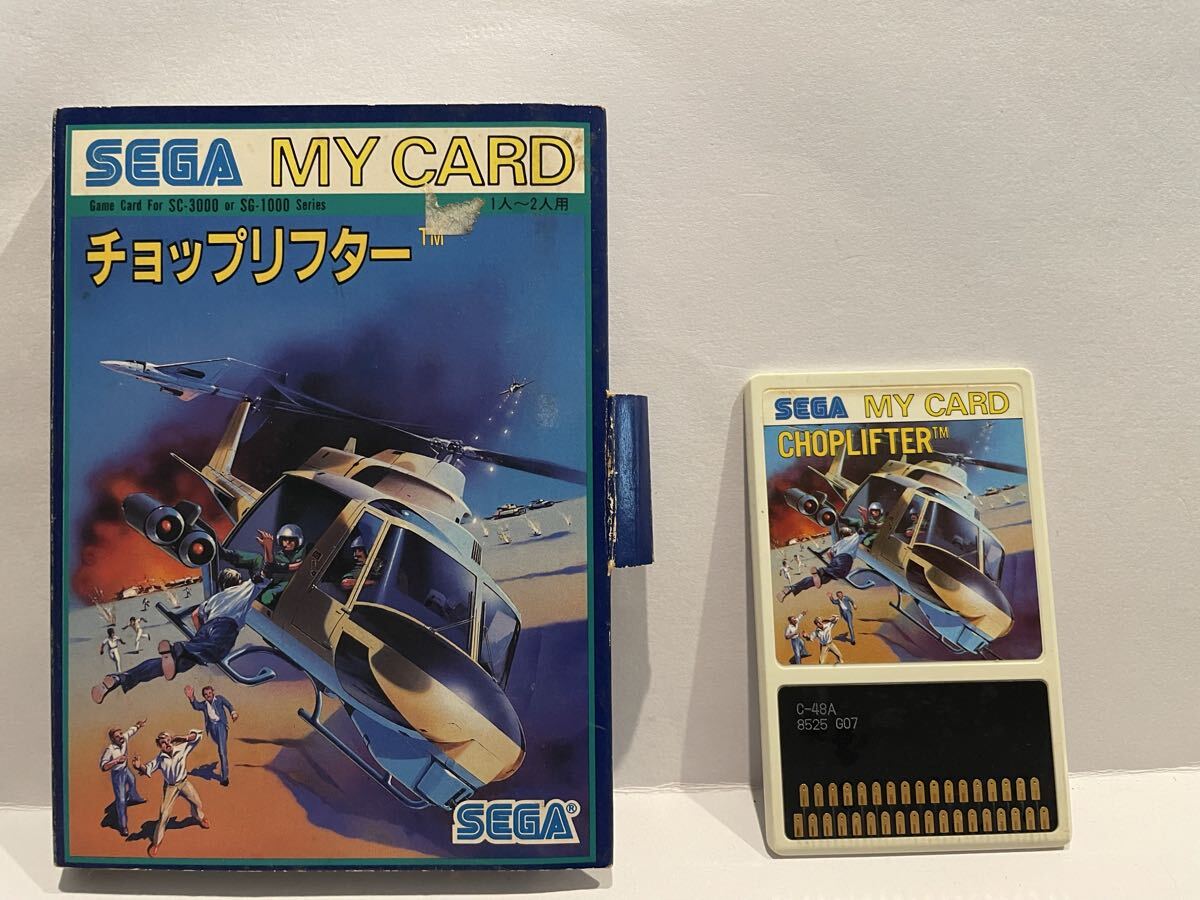 SEGA MY CARD
Game Card For SC-3000 or SG-1000 Series
1人〜2人用
チョップリフター™
SEGA®
SEGA MY CARD
CHOPLIFTER™
C-48A
8525 G07